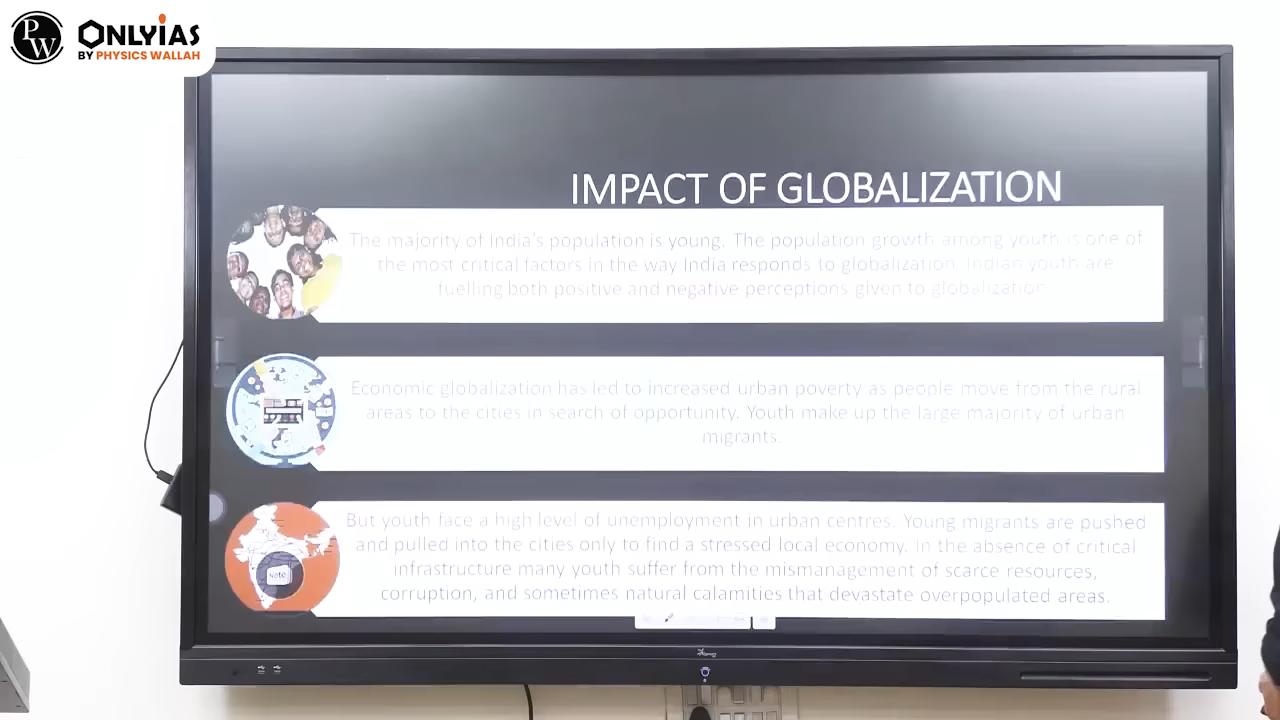 PW
ONLYIAS
BY PHYSICS WALLAH
IMPACT OF GLOBALIZATION
The majority of India's population is young. The population growth among youth is one of
the most critical factors in the way India responds to globalization. Indian youth are
fuelling both positive and negative perceptions given to globalization.
Economic globalization has led to increased urban poverty as people move from the rural
areas to the cities in search of opportunity. Youth make up the large majority of urban
migrants.
But youth face a high level of unemployment in urban centres. Young migrants are pushed
and pulled into the cities only to find a stressed local economy. In the absence of critical
infrastructure many youth suffer from the mismanagement of scarce resources,
corruption, and sometimes natural calamities that devastate overpopulated areas.
Note